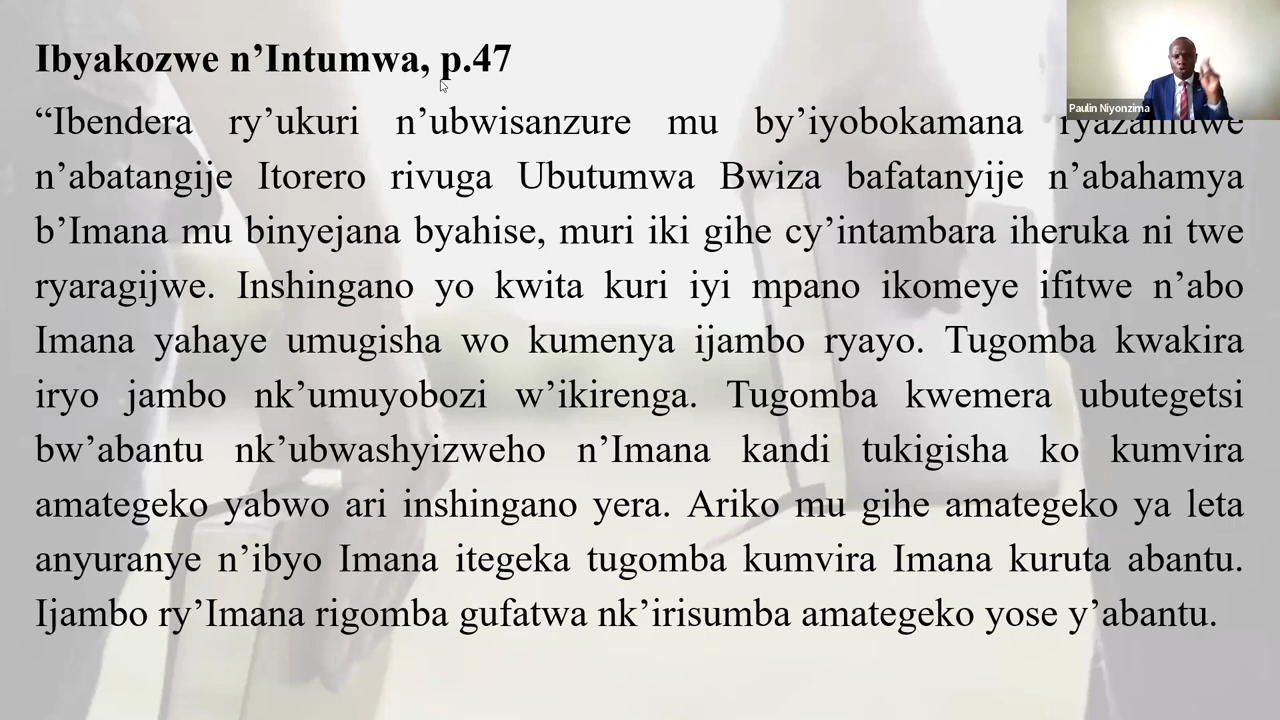 Ibyakozwe n’Intumwa, p.47
Paulin Niyonzima
“Ibendera ry’ukuri n’ubwisanzure mu by’iyobokamana
n’abatangije Itorero rivuga Ubutumwa Bwiza bafatanyije n’abahamya
b’Imana mu binyejana byahise, muri iki gihe cy’intambara iheruka ni twe
ryaragijwe. Inshingano yo kwita kuri iyi mpano ikomeye ifitwe n’abo
Imana yahaye umugisha wo kumenya ijambo ryayo. Tugomba kwakira
iryo jambo nk’umuyobozi w’ikirenga. Tugomba kwemera ubutegetsi
bw’abantu nk’ubwashyizweho n’Imana kandi tukigisha ko kumvira
amategeko yabwo ari inshingano yera. Ariko mu gihe amategeko ya leta
anyuranye n’ibyo Imana itegeka tugomba kumvira Imana kuruta abantu.
Ijambo ry’Imana rigomba gufatwa nk’irisumba amategeko yose y’abantu.